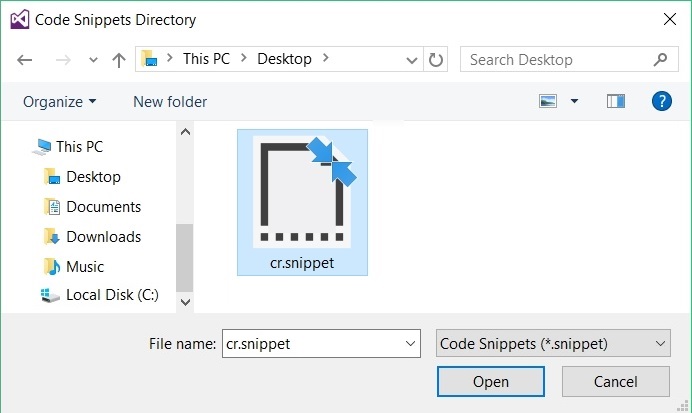 Code Snippets Directory
This PC Desktop
Search Desktop
Organize New folder
?
This PC
Desktop
Documents
Downloads
Music
Local Disk (C:)
cr.snippet
File name: cr.snippet Code Snippets (*.snippet)
Open Cancel